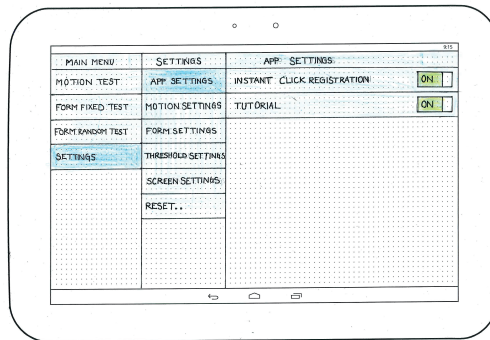 9:15
MAIN MENU
SETTINGS
APP SETTINGS
MOTION TEST
APP SETTINGS
INSTANT CLICK REGISTRATION
ON
FORM FIXED TEST
MOTION SETTINGS
TUTORIAL
ON
FORM RANDOM TEST
FORM SETTINGS
SETTINGS
THRESHOLD SETTINGS
SCREEN SETTINGS
RESET..